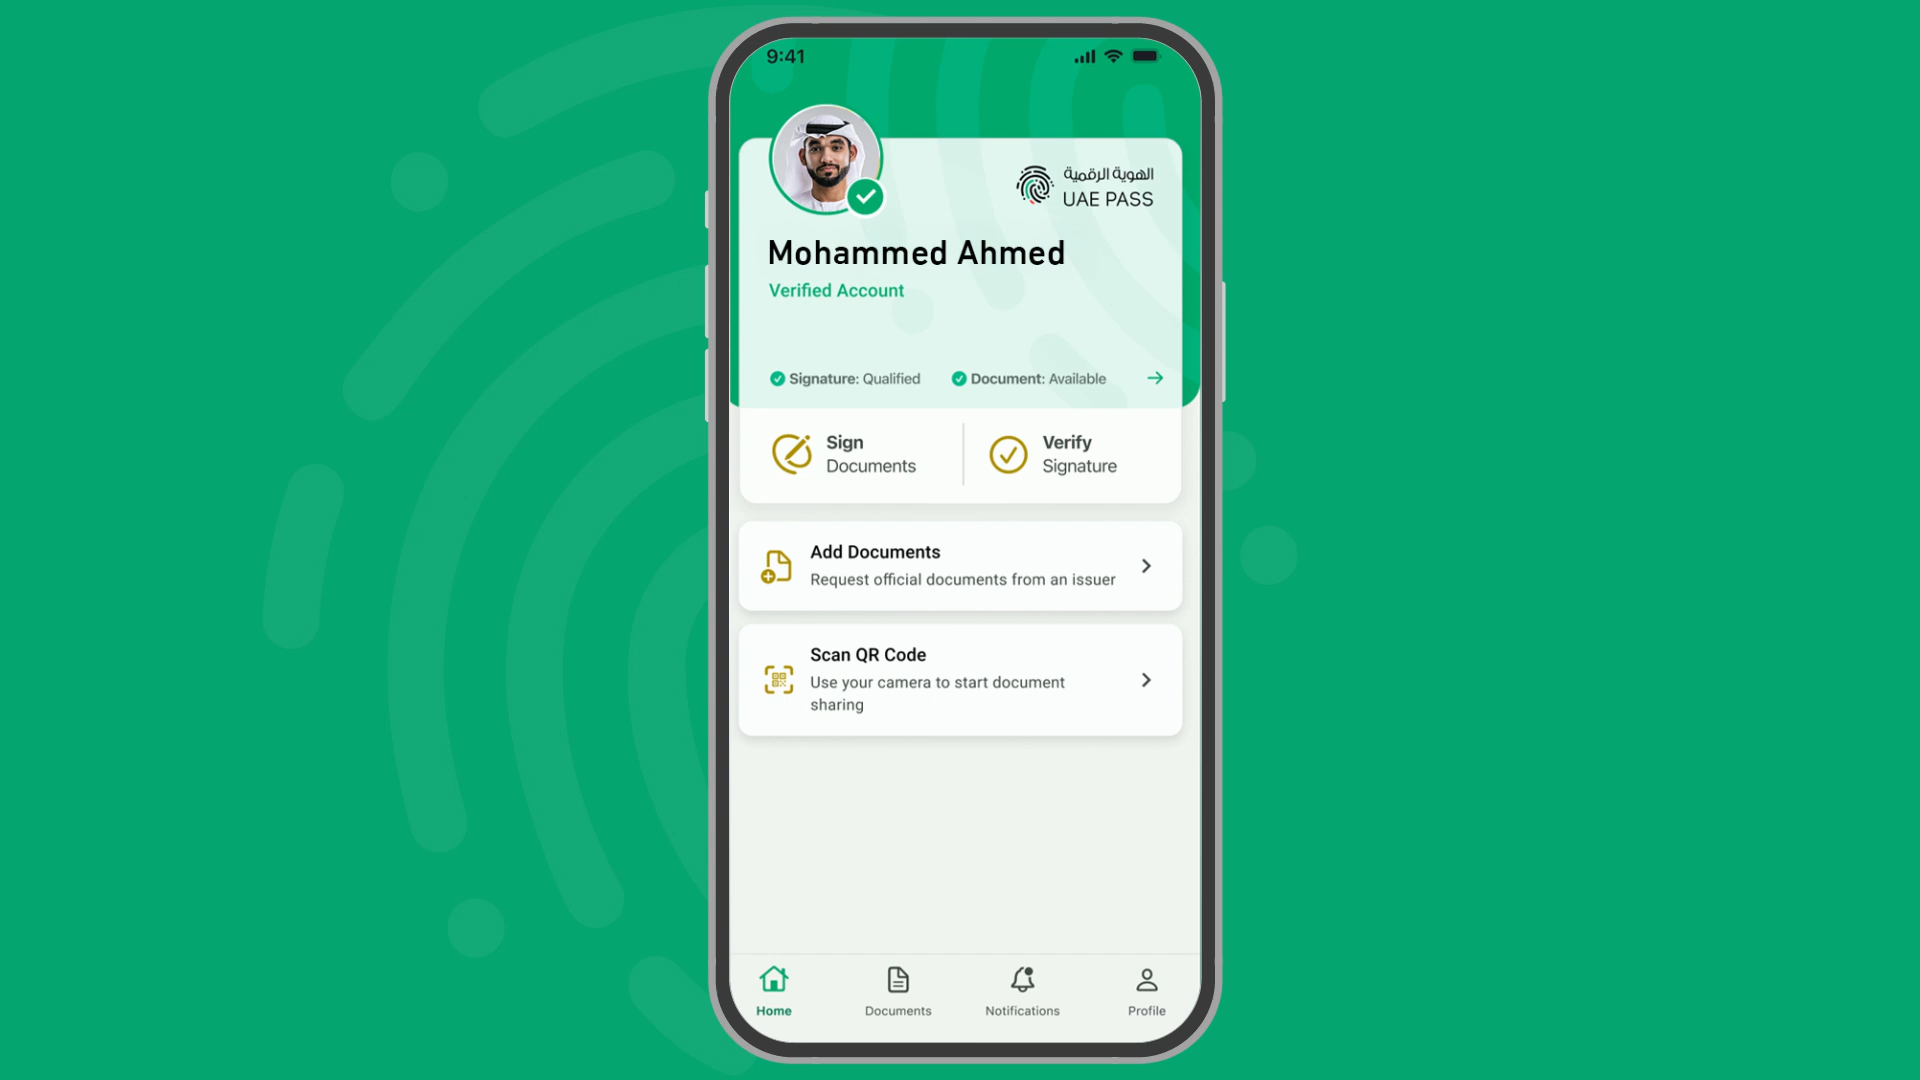 9:41
الهوية الرقمية
UAE PASS
Mohammed Ahmed
Verified Account
Signature: Qualified
Document: Available
Sign
Documents
Verify
Signature
Add Documents
Request official documents from an issuer
Scan QR Code
Use your camera to start document
sharing
Home
Documents
Notifications
Profile